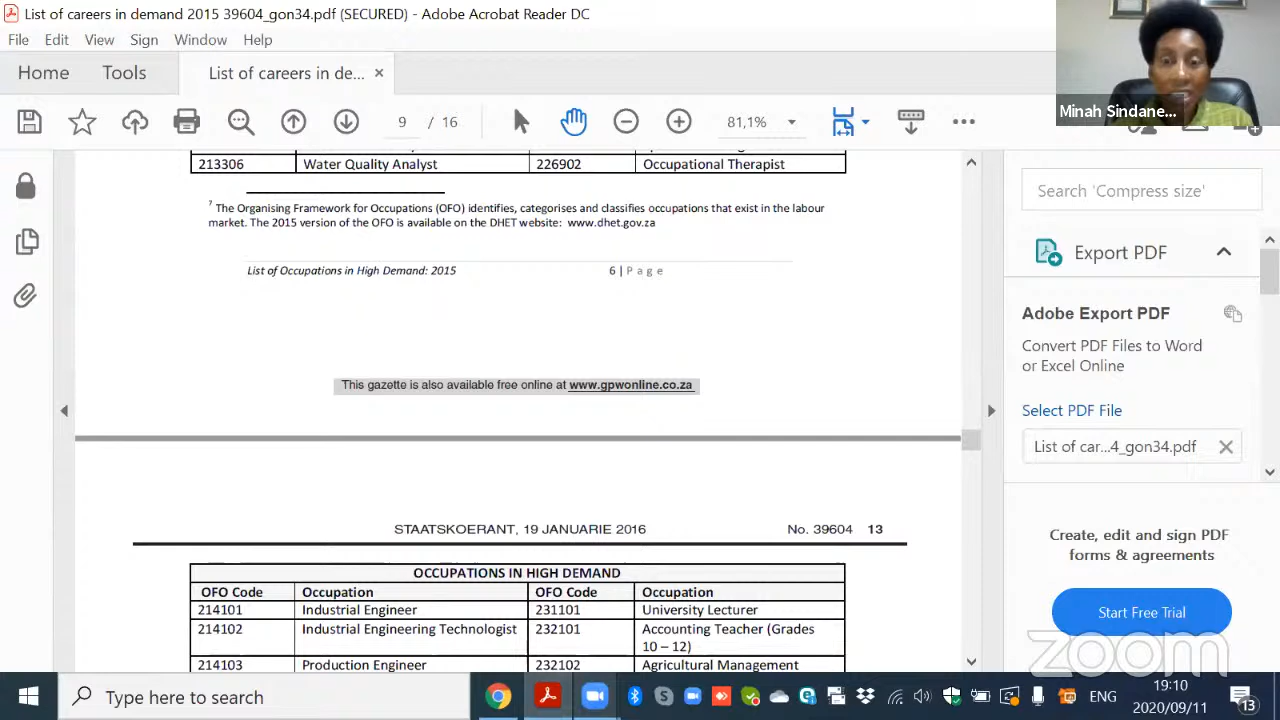 List of careers in demand 2015 39604_gon34.pdf (SECURED) - Adobe Acrobat Reader DC
File Edit View Sign Window Help
Home Tools List of careers in de... ×
9 / 16 81,1%
Minah Sindane...
213306 Water Quality Analyst 226902 Occupational Therapist
7 The Organising Framework for Occupations (OFO) identifies, categorises and classifies occupations that exist in the labour
market. The 2015 version of the OFO is available on the DHET website: www.dhet.gov.za
List of Occupations in High Demand: 2015 6 | Page
This gazette is also available free online at www.gpwonline.co.za
STAATSKOERANT, 19 JANUARIE 2016 No. 39604 13
OCCUPATIONS IN HIGH DEMAND
OFO Code Occupation OFO Code Occupation
214101 Industrial Engineer 231101 University Lecturer
214102 Industrial Engineering Technologist 232101 Accounting Teacher (Grades
10 – 12)
214103 Production Engineer 232102 Agricultural Management
Search 'Compress size'
Export PDF
Adobe Export PDF
Convert PDF Files to Word
or Excel Online
Select PDF File
List of car...4_gon34.pdf
Create, edit and sign PDF
forms & agreements
Start Free Trial
zoom
Type here to search
ENG
19:10
2020/09/11
13